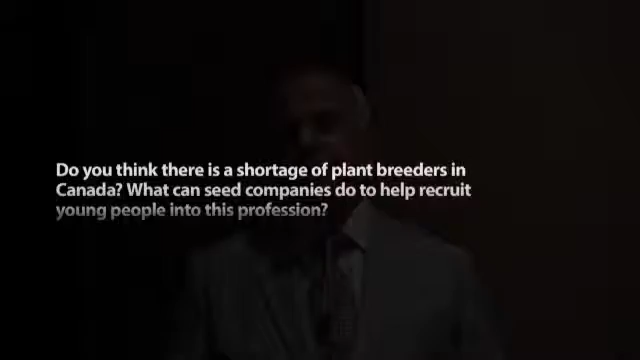 Do you think there is a shortage of plant breeders in
Canada? What can seed companies do to help recruit
young people into this profession?